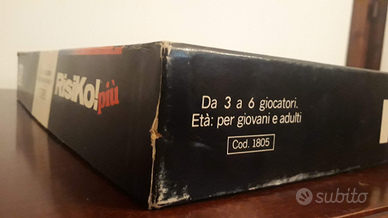 RisiKo! più
Da 3 a 6 giocatori.
Età: per giovani e adulti
Cod. 1805
subito